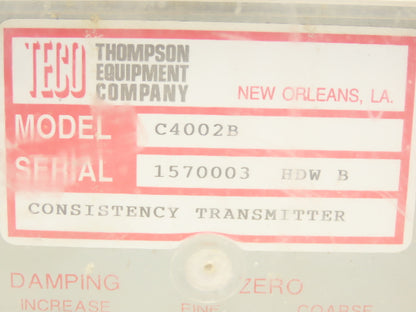 TECO THOMPSON
EQUIPMENT
COMPANY
NEW ORLEANS, LA.
MODEL C4002B
SERIAL 1570003 HDW B
CONSISTENCY TRANSMITTER
DAMPING ZERO
INCREASE FINE COARSE